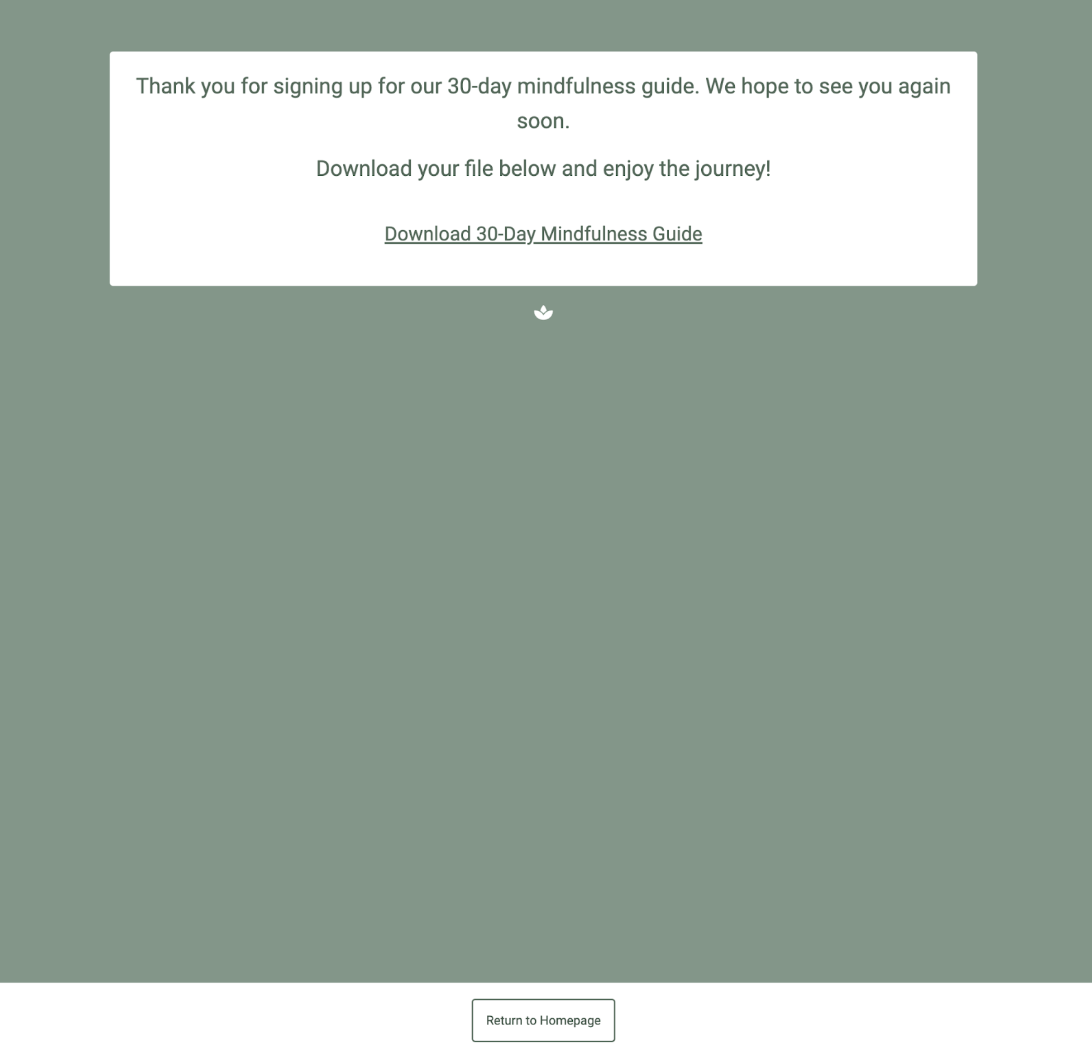 Thank you for signing up for our 30-day mindfulness guide. We hope to see you again
soon.
Download your file below and enjoy the journey!
Download 30-Day Mindfulness Guide
Return to Homepage